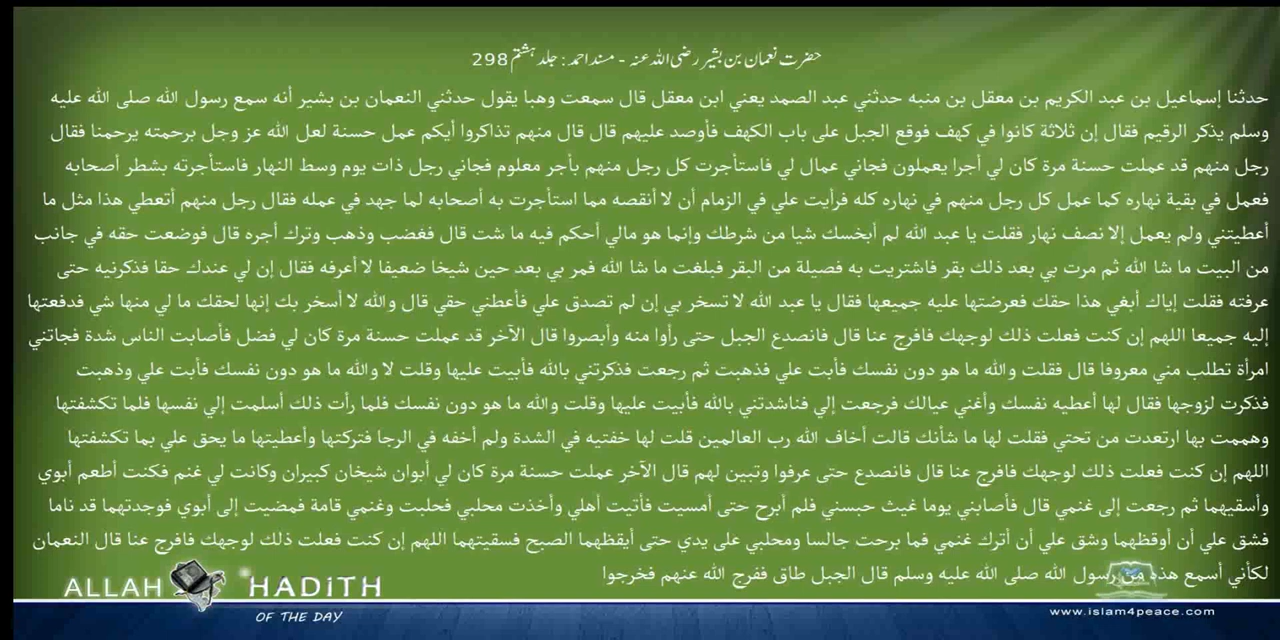 حضرت نعمان بن بشیر رضی اللہ عنہ - مسند احمد : جلد ہشتم 298
حدثنا إسماعيل بن عبد الكريم بن معقل بن منبه حدثني عبد الصمد يعني ابن معقل قال سمعت وهبا يقول حدثني النعمان بن بشير أنه سمع رسول الله صلى الله عليه
وسلم يذكر الرقيم فقال إن ثلاثة كانوا في كهف فوقع الجبل على باب الكهف فأوصد عليهم قال قال منهم تذاكروا أيكم عمل حسنة لعل الله عز وجل برحمته يرحمنا فقال
رجل منهم قد عملت حسنة مرة كان لي أجرا يعملون فجاني عمال لي فاستأجرت كل رجل منهم بأجر معلوم فجاني رجل ذات يوم وسط النهار فاستأجرته بشطر أصحابه
فعمل في بقية نهاره كما عمل كل رجل منهم في نهاره كله فرأيت علي في الزمام أن لا أنقصه مما استأجرت به أصحابه لما جهد في عمله فقال رجل منهم أتعطي هذا مثل ما
أعطيتني ولم يعمل إلا نصف نهار فقلت يا عبد الله لم أبخسك شيا من شرطك وإنما هو مالي أحكم فيه ما شت قال فغضب وذهب وترك أجره قال فوضعت حقه في جانب
من البيت ما شا الله ثم مرت بي بعد ذلك بقر فاشتريت به فصيلة من البقر فبلغت ما شا الله فمر بي بعد حين شيخا ضعيفا لا أعرفه فقال إن لي عندك حقا فذكرنيه حتى
عرفته فقلت إياك أبغي هذا حقك فعرضتها عليه جميعها فقال يا عبد الله لا تسخر بي إن لم تصدق علي فأعطني حقي قال والله لا أسخر بك إنها لحقك ما لي منها شي فدفعتها
إليه جميعا اللهم إن كنت فعلت ذلك لوجهك فافرج عنا قال فانصدع الجبل حتى رأوا منه وأبصروا قال الآخر قد عملت حسنة مرة كان لي فضل فأصابت الناس شدة فجاتني
امرأة تطلب مني معروفا قال فقلت والله ما هو دون نفسك فأبت علي فذهبت ثم رجعت فذكرتني بالله فأبيت عليها وقلت لا والله ما هو دون نفسك فأبت علي وذهبت
فذكرت لزوجها فقال لها أعطيه نفسك وأغني عيالك فرجعت إلي فناشدتني بالله فأبيت عليها وقلت والله ما هو دون نفسك فلما رأت ذلك أسلمت إلي نفسها فلما تكشفتها
وهممت بها ارتعدت من تحتي فقلت لها ما شأنك قالت أخاف الله رب العالمين قلت لها خفتيه في الشدة ولم أخفه في الرجا فتركتها وأعطيتها ما يحق علي بما تكشفتها
اللهم إن كنت فعلت ذلك لوجهك فافرج عنا قال فانصدع حتى عرفوا وتبين لهم قال الآخر عملت حسنة مرة كان لي أبوان شيخان كبيران وكانت لي غنم فكنت أطعم أبوي
وأسقيهما ثم رجعت إلى غنمي قال فأصابني يوما غيث حبسني فلم أبرح حتى أمسيت فأتيت أهلي وأخذت محلبي فحلبت وغنمي قامة فمضيت إلى أبوي فوجدتهما قد ناما
فشق علي أن أوقظهما وشق علي أن أترك غنمي فما برحت جالسا ومحلبي على يدي حتى أيقظهما الصبح فسقيتهما اللهم إن كنت فعلت ذلك لوجهك فافرج عنا قال النعمان
لكأني أسمع هذه من رسول الله صلى الله عليه وسلم قال الجبل طاق ففرج الله عنهم فخرجوا
ALLAH HADITH
OF THE DAY
www.islam4peace.com